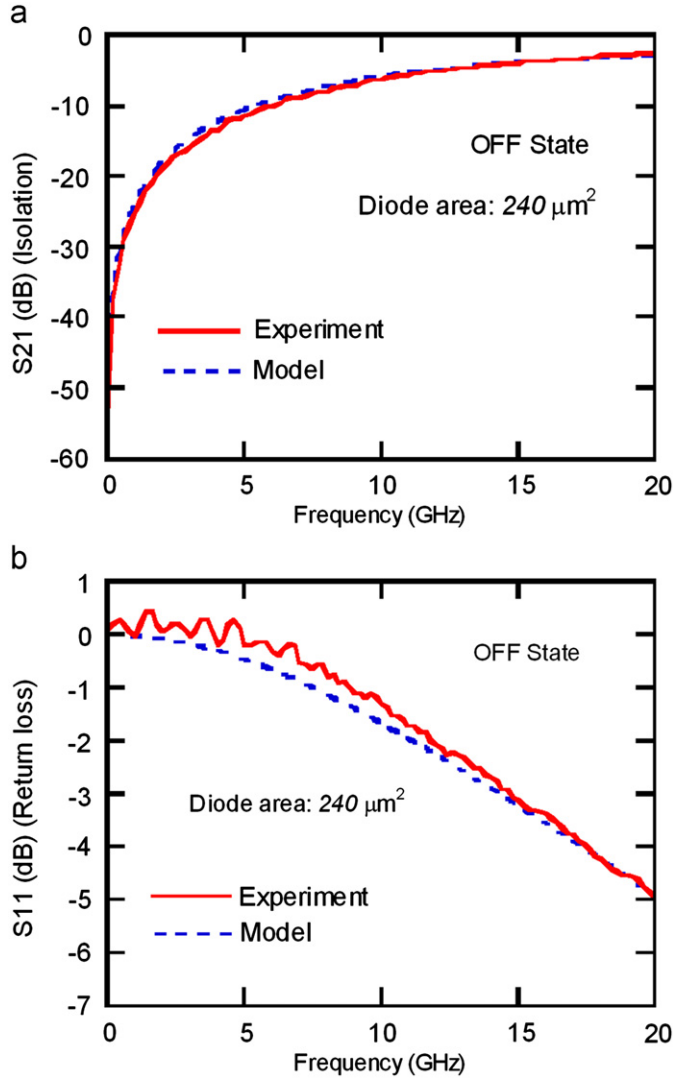 a
0
-10
-20
-30
-40
-50
-60
S21 (dB) (Isolation)
OFF State
Diode area: 240 μm²
Experiment
Model
0 5 10 15 20
Frequency (GHz)
b
1
0
-1
-2
-3
-4
-5
-6
-7
S11 (dB) (Return loss)
OFF State
Diode area: 240 μm²
Experiment
Model
0 5 10 15 20
Frequency (GHz)